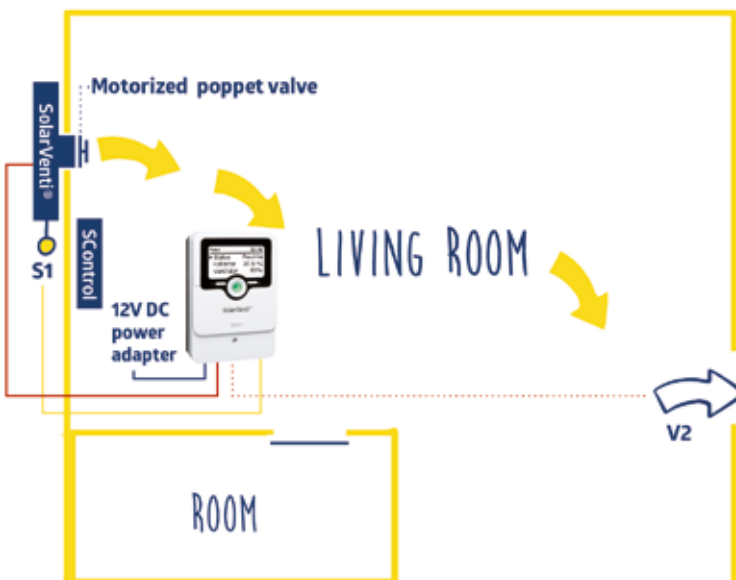 Motorized poppet valve
SolarVenti®
S1
SControl
LIVING ROOM
12V DC
power
adapter
V2
ROOM